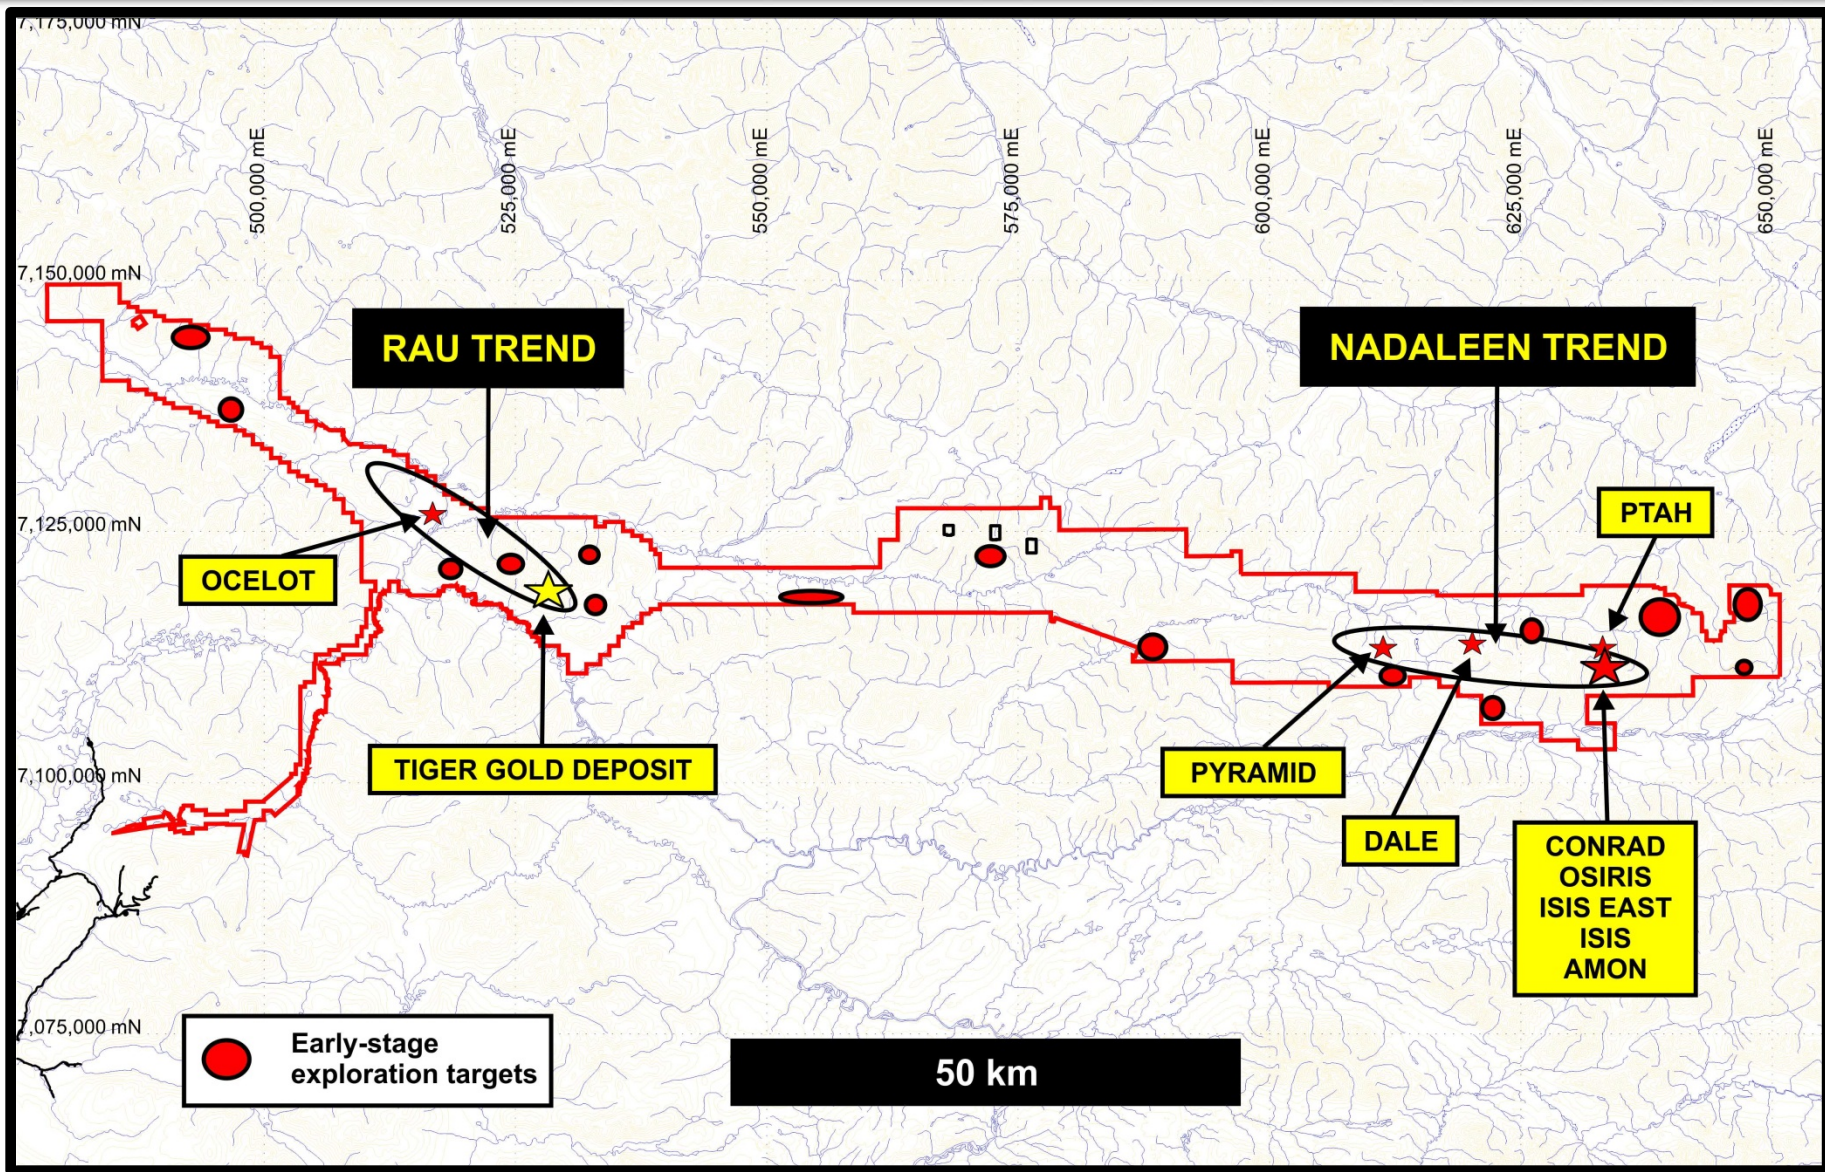 7,175,000 mN
500,000 mE
525,000 mE
550,000 mE
575,000 mE
600,000 mE
625,000 mE
650,000 mE
7,150,000 mN
RAU TREND
NADALEEN TREND
7,125,000 mN
PTAH
OCELOT
TIGER GOLD DEPOSIT
PYRAMID
7,100,000 mN
DALE
CONRAD
OSIRIS
ISIS EAST
ISIS
AMON
7,075,000 mN
Early-stage
exploration targets
50 km